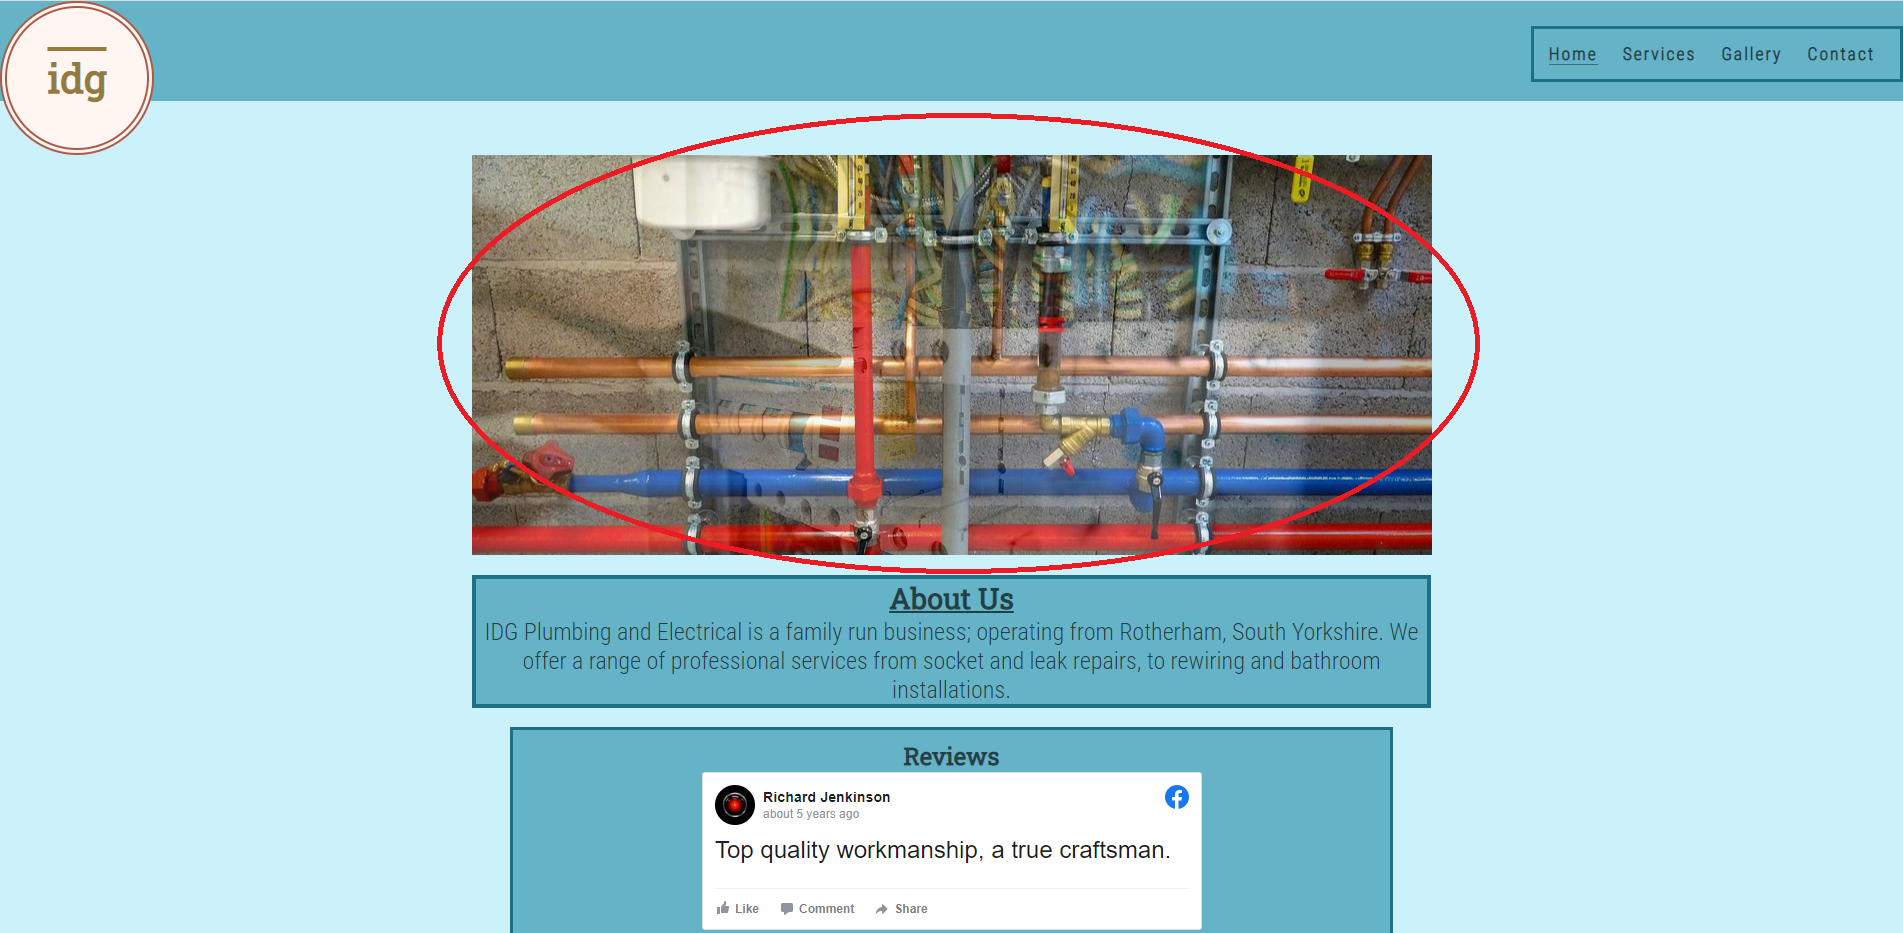 idg
Home Services Gallery Contact
About Us
IDG Plumbing and Electrical is a family run business; operating from Rotherham, South Yorkshire. We
offer a range of professional services from socket and leak repairs, to rewiring and bathroom
installations.
Reviews
Richard Jenkinson
about 5 years ago
Top quality workmanship, a true craftsman.
Like Comment Share